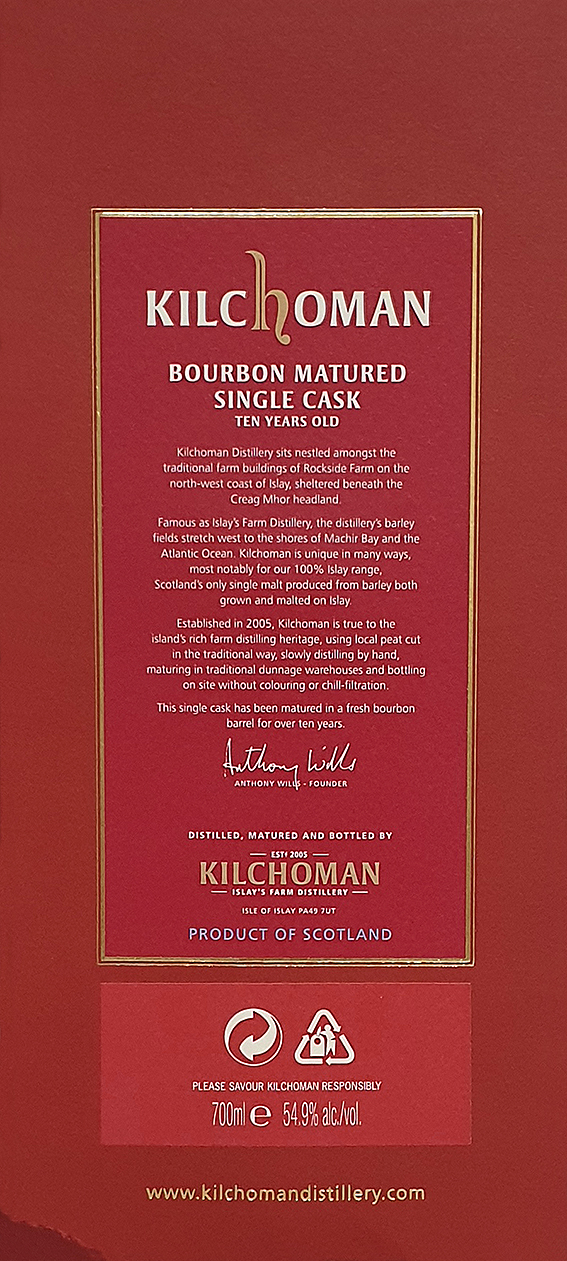 KILCHOMAN
BOURBON MATURED
SINGLE CASK
TEN YEARS OLD
Kilchoman Distillery sits nestled amongst the
traditional farm buildings of Rockside Farm on the
north-west coast of Islay, sheltered beneath the
Creag Mhor headland.
Famous as Islay's Farm Distillery, the distillery's barley
fields stretch west to the shores of Machir Bay and the
Atlantic Ocean. Kilchoman is unique in many ways,
most notably for our 100% Islay range,
Scotland's only single malt produced from barley both
grown and malted on Islay.
Established in 2005, Kilchoman is true to the
island's rich farm distilling heritage, using local peat cut
in the traditional way, slowly distilling by hand,
maturing in traditional dunnage warehouses and bottling
on site without colouring or chill-filtration.
This single cask has been matured in a fresh bourbon
barrel for over ten years.
Anthony Wills
ANTHONY WILLS - FOUNDER
DISTILLED, MATURED AND BOTTLED BY
ESTD 2005
KILCHOMAN
ISLAY'S FARM DISTILLERY
ISLE OF ISLAY PA49 7UT
PRODUCT OF SCOTLAND
PLEASE SAVOUR KILCHOMAN RESPONSIBLY
700ml e 54.9% alc./vol.
www.kilchomandistillery.com